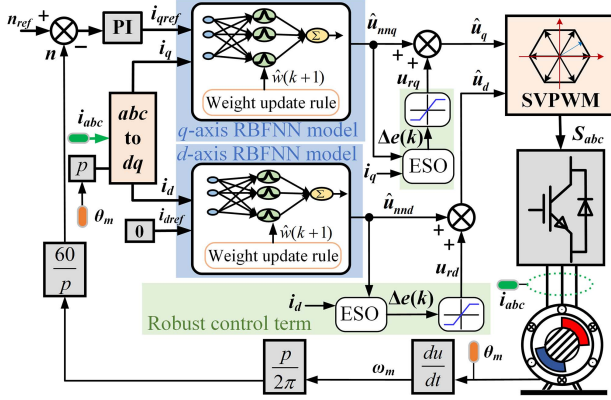 n_ref + − n
PI
i_qref
i_q
Σ
ŵ(k+1)
Weight update rule
q-axis RBFNN model
û_nnq
+ +
u_rq
Δe(k)
ESO
i_q
û_q
û_d
SVPWM
S_abc
i_abc
abc
to
dq
p
θ_m
i_d
i_dref
0
d-axis RBFNN model
Σ
ŵ(k+1)
Weight update rule
û_nnd
+ +
u_rd
i_d
ESO
Δe(k)
Robust control term
i_abc
60
p
p
2π
ω_m
du
dt
θ_m